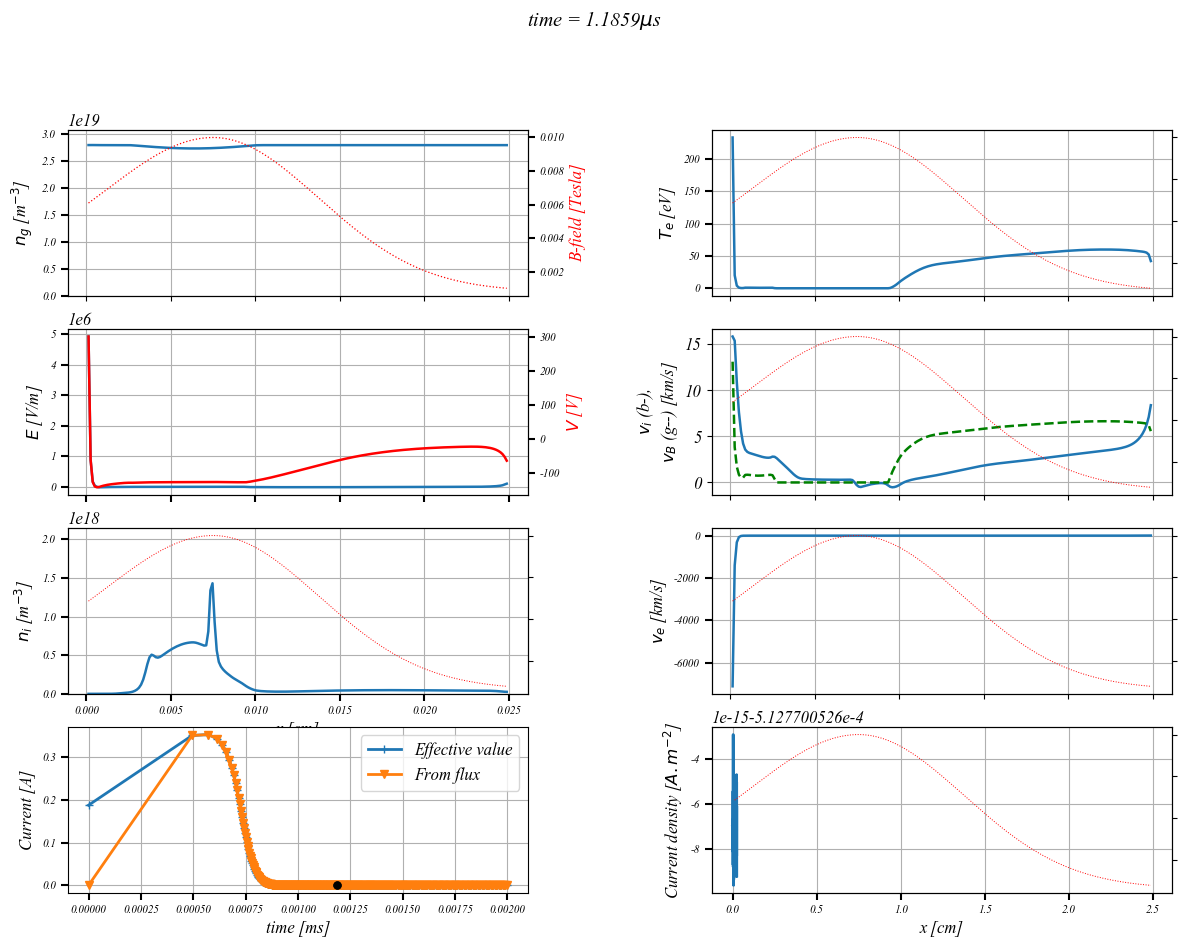 time = 1.1859μs
1e19
3.0
2.5
2.0
1.5
1.0
0.5
0.0
n_g [m⁻³]
0.010
0.008
0.006
0.004
0.002
B-field [Tesla]
200
150
100
50
0
T_e [eV]
1e6
5
4
3
2
1
0
E [V/m]
300
200
100
0
-100
V [V]
15
10
5
0
v_i (b-),
v_B (g--) [km/s]
1e18
2.0
1.5
1.0
0.5
0.0
n_i [m⁻³]
0.000 0.005 0.010 0.015 0.020 0.025
0
-2000
-4000
-6000
v_e [km/s]
0.3
0.2
0.1
0.0
Current [A]
Effective value
From flux
0.00000 0.00025 0.00050 0.00075 0.00100 0.00125 0.00150 0.00175 0.00200
time [ms]
1e-15-5.127700526e-4
-4
-6
-8
Current density [A.m⁻²]
0.0 0.5 1.0 1.5 2.0 2.5
x [cm]